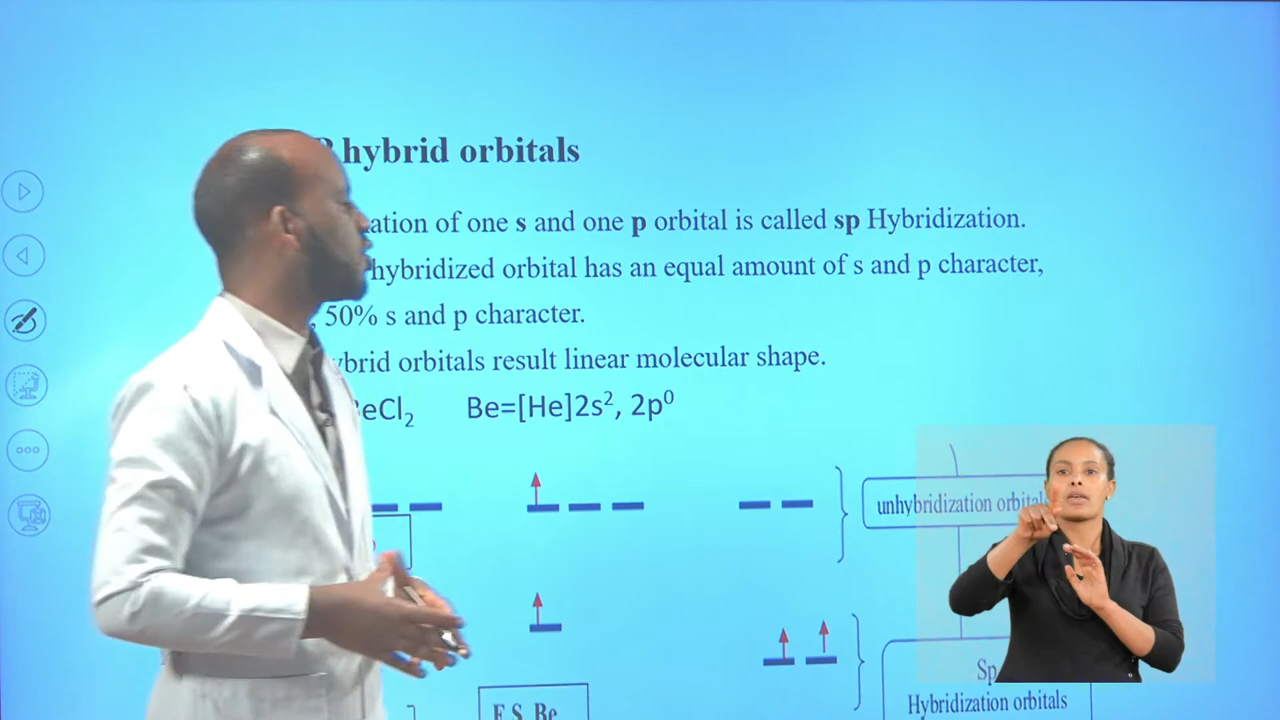 hybrid orbitals
ation of one s and one p orbital is called sp Hybridization.
hybridized orbital has an equal amount of s and p character,
, 50% s and p character.
ybrid orbitals result linear molecular shape.
eCl₂ Be=[He]2s², 2p⁰
unhybridization orbital
Sp
Hybridization orbitals
E.S. Be